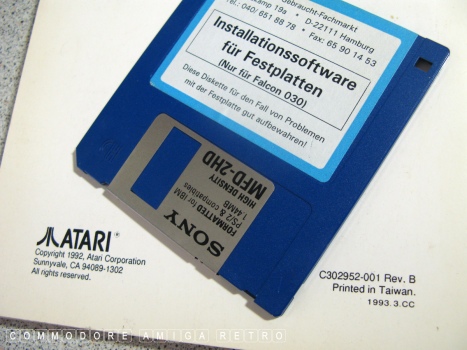 ebraucht-Fachmarkt
kamp 19a • D-22111 Hamburg
Tel.: 040/ 651 88 78 • Fax: 65 90 14 53
Installationssoftware
für Festplatten
(Nur für Falcon 030)
Diese Diskette für den Fall von Problemen
mit der Festplatte gut aufbewahren!
SONY
FORMATTED for IBM
PS/2 & compatibles
1.44MB
HIGH DENSITY
MFD-2HD
ATARI®
Copyright 1992, Atari Corporation
Sunnyvale, CA 94089-1302
All rights reserved.
C302952-001 Rev. B
Printed in Taiwan.
1993.3.CC
COMMODORE AMIGA RETRO